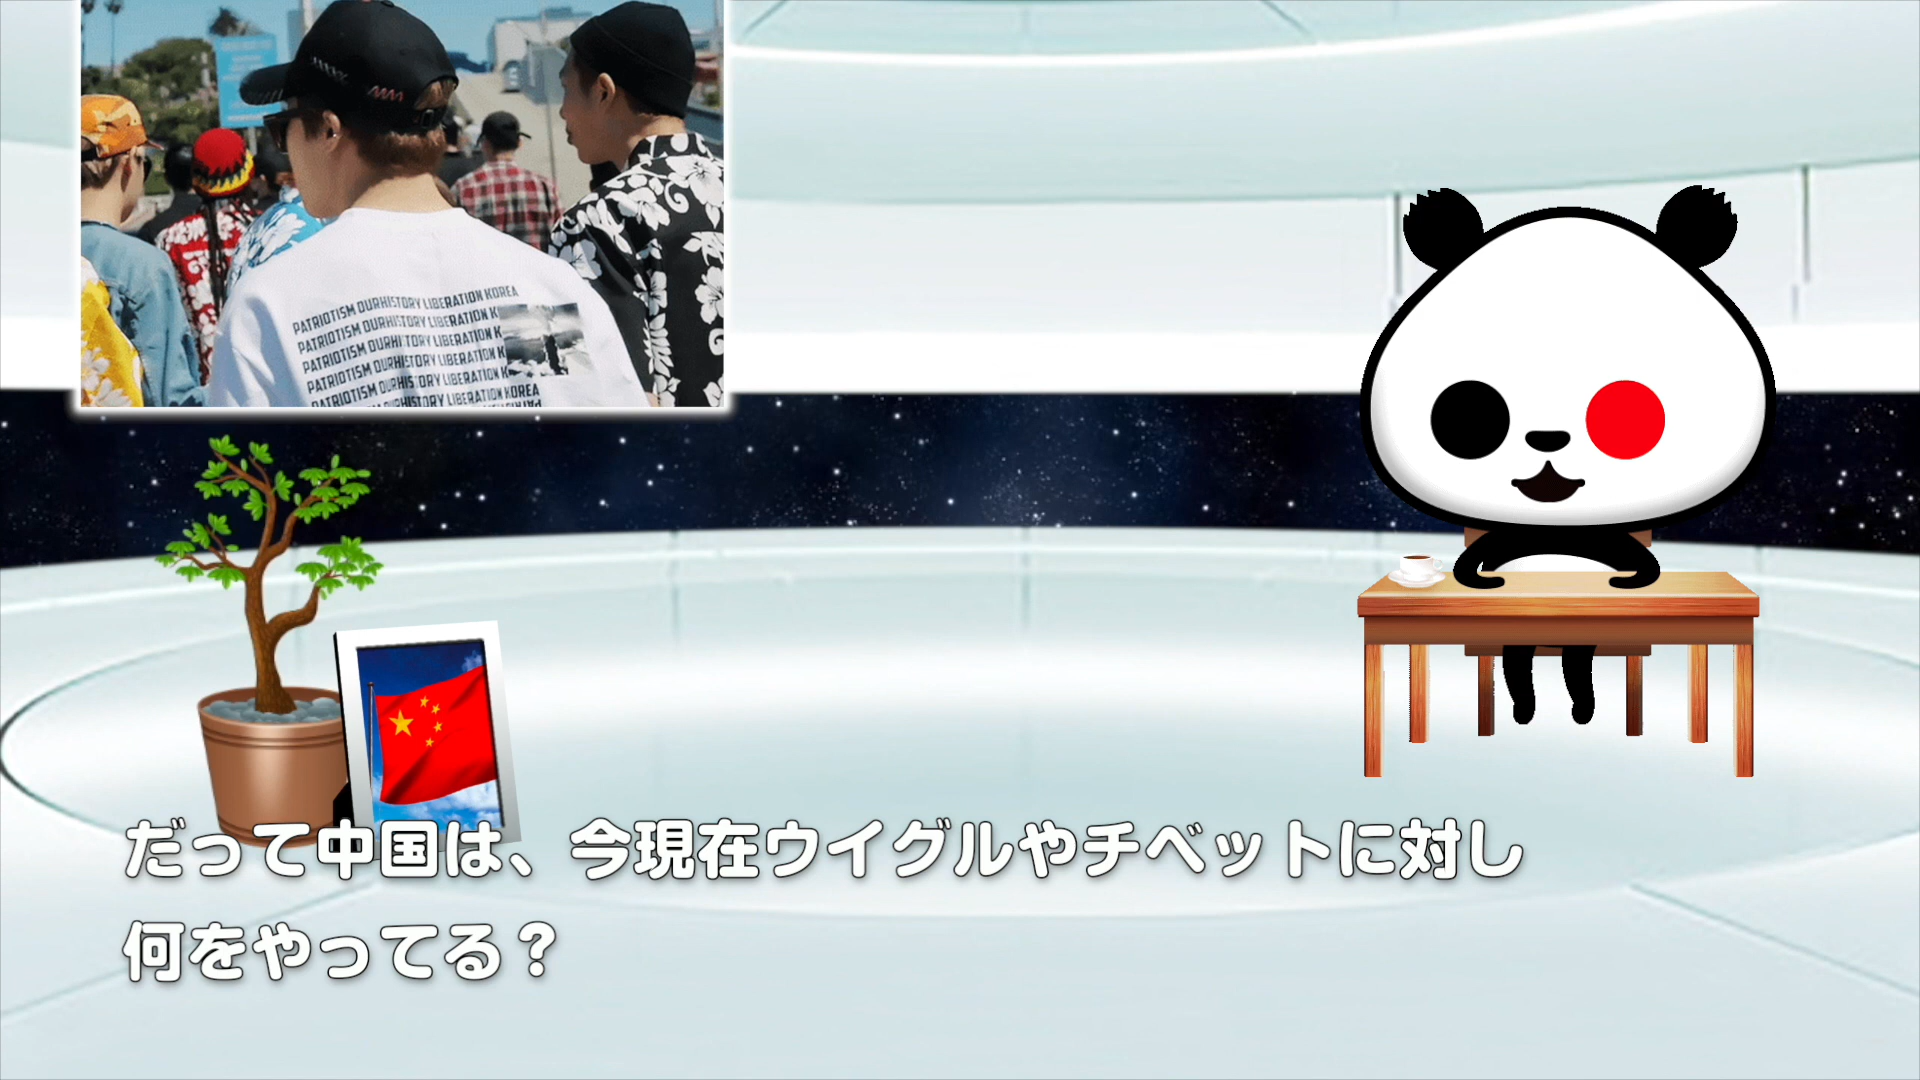 PATRIOTISM OURHISTORY LIBERATION KOREA
PATRIOTISM OURHISTORY LIBERATION K
PATRIOTISM OURHISTORY LIBERATION K
PATRIOTISM OURHISTORY LIBERATION K
PATRIOTISM OURHISTORY LIBERATION K
PATRIOTISM OURHISTORY LIBERATION KOREA
だって中国は、今現在ウイグルやチベットに対し
何をやってる？